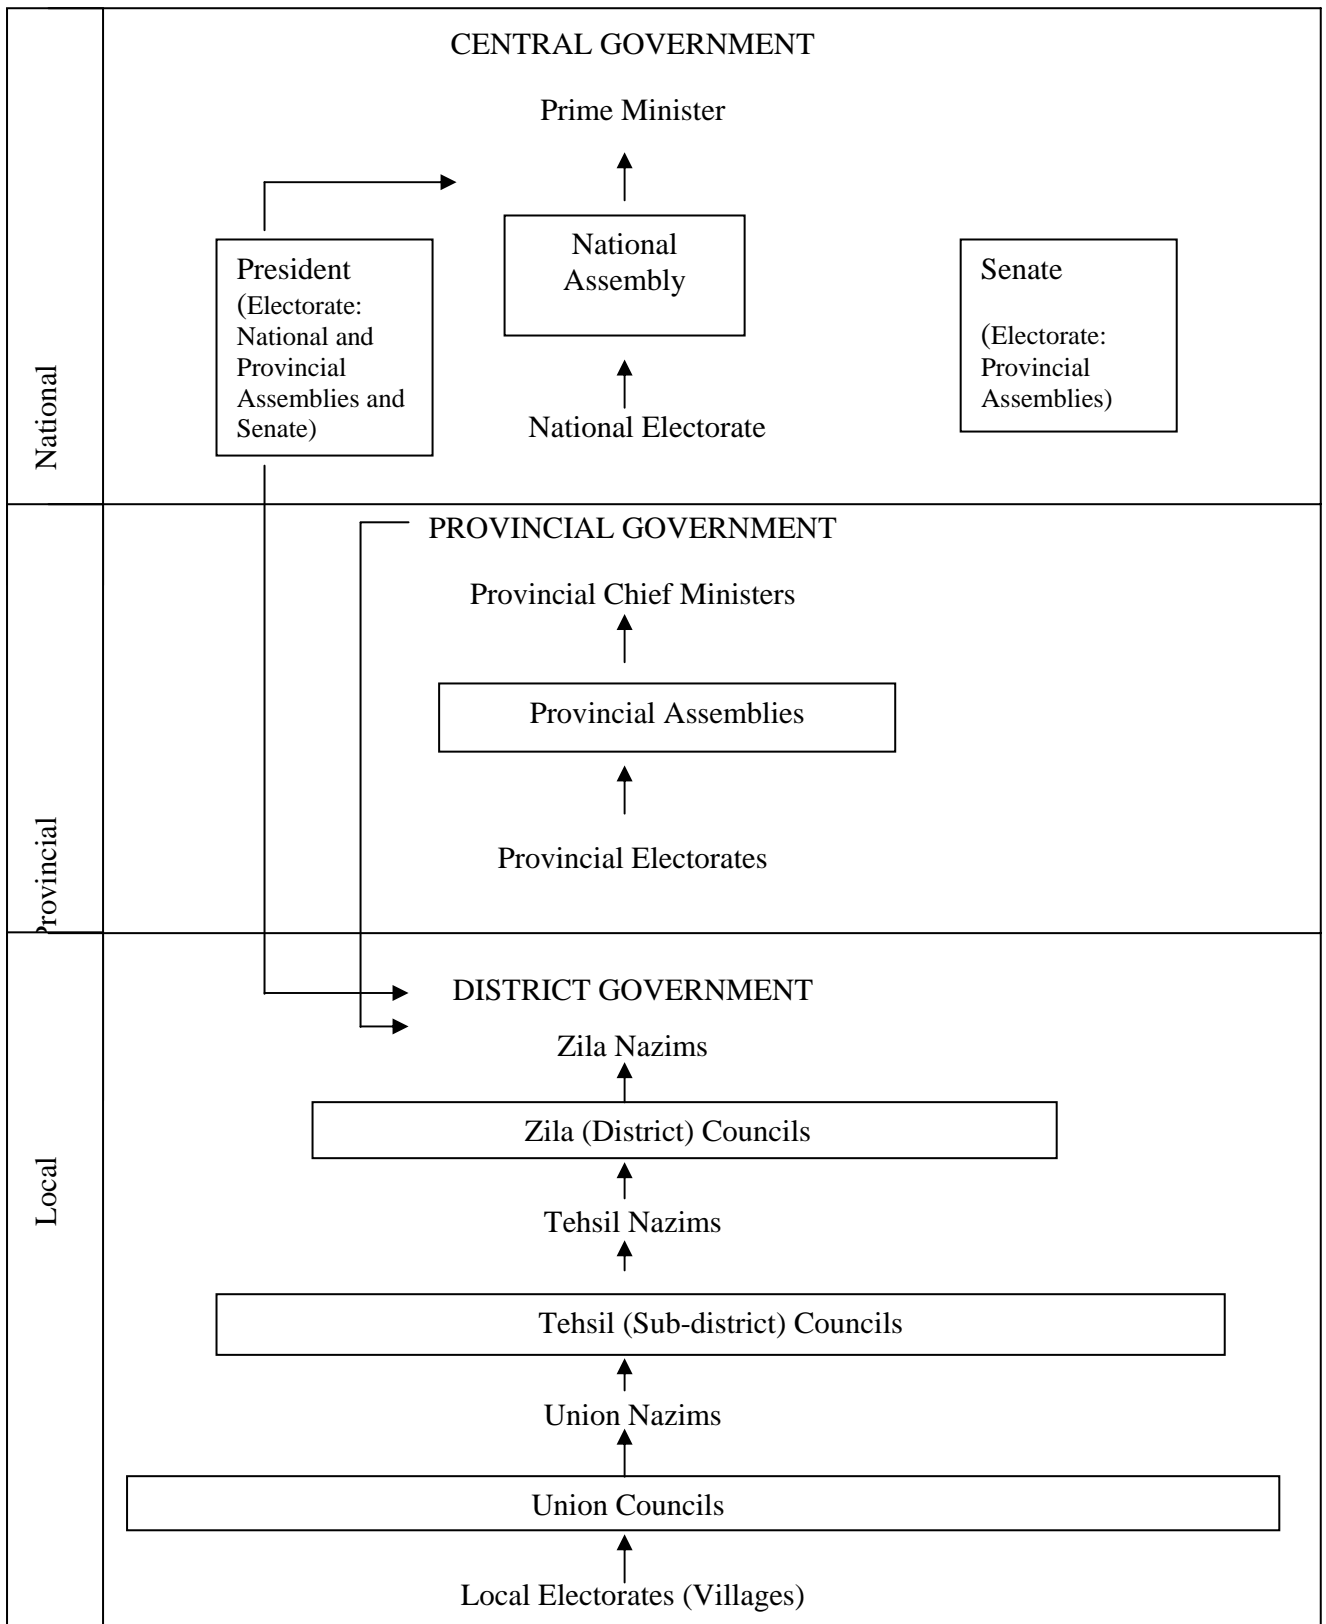 CENTRAL GOVERNMENT
Prime Minister
National
Assembly
President
(Electorate:
National and
Provincial
Assemblies and
Senate)
Senate
(Electorate:
Provincial
Assemblies)
National Electorate
National
PROVINCIAL GOVERNMENT
Provincial Chief Ministers
Provincial Assemblies
Provincial Electorates
Provincial
DISTRICT GOVERNMENT
Zila Nazims
Zila (District) Councils
Tehsil Nazims
Tehsil (Sub-district) Councils
Union Nazims
Union Councils
Local Electorates (Villages)
Local